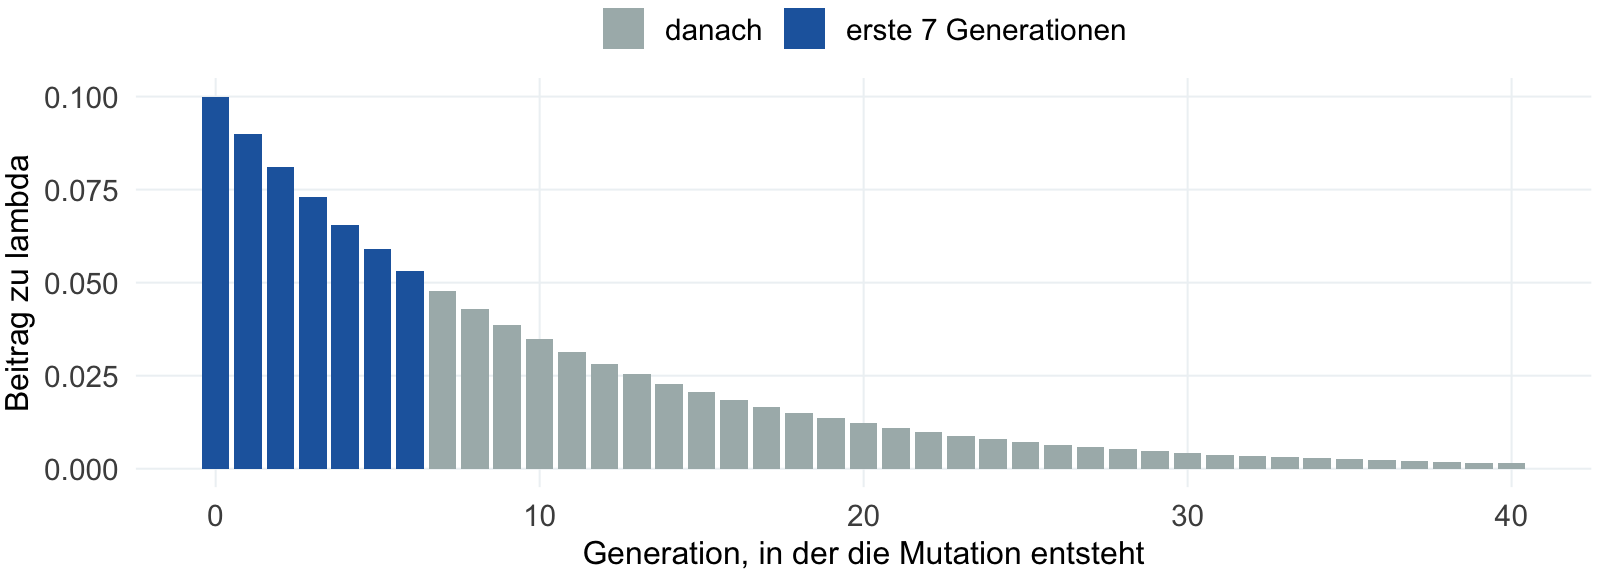 danach erste 7 Generationen
Beitrag zu lambda
0.100
0.075
0.050
0.025
0.000
0 10 20 30 40
Generation, in der die Mutation entsteht